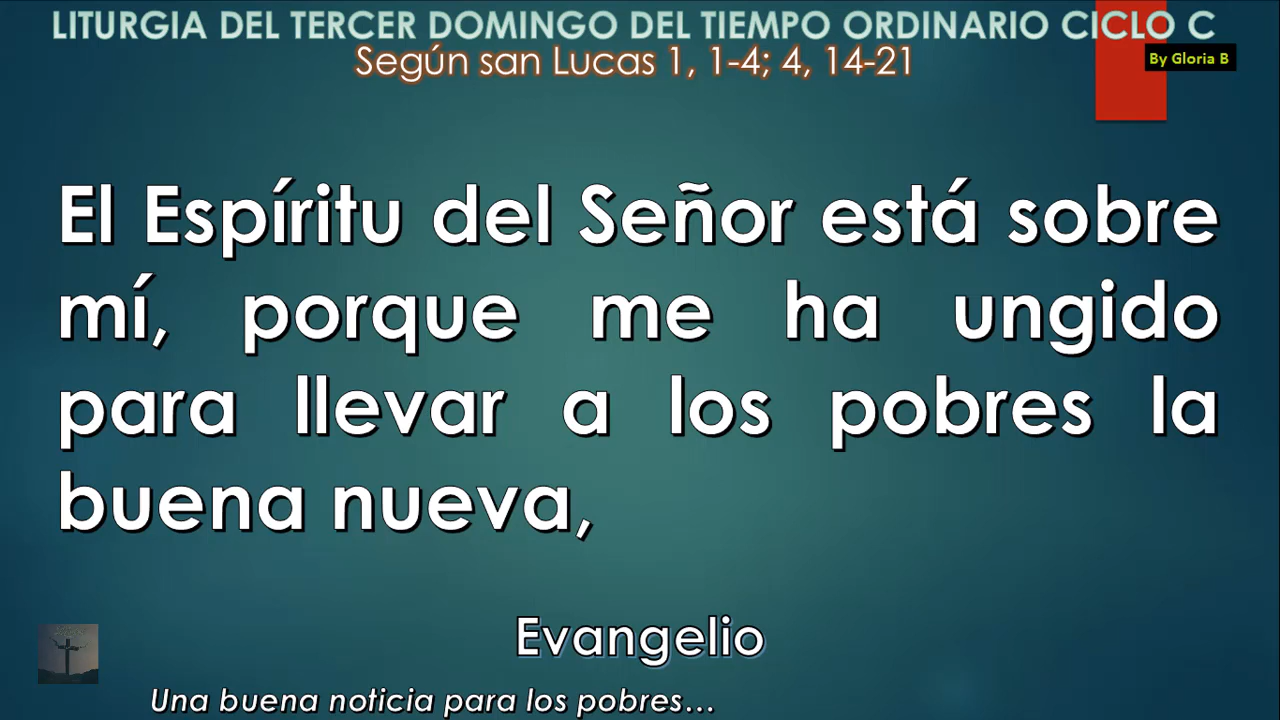 LITURGIA DEL TERCER DOMINGO DEL TIEMPO ORDINARIO CICLO C
Según san Lucas 1, 1-4; 4, 14-21
By Gloria B
El Espíritu del Señor está sobre
mí, porque me ha ungido
para llevar a los pobres la
buena nueva,
Evangelio
Una buena noticia para los pobres...